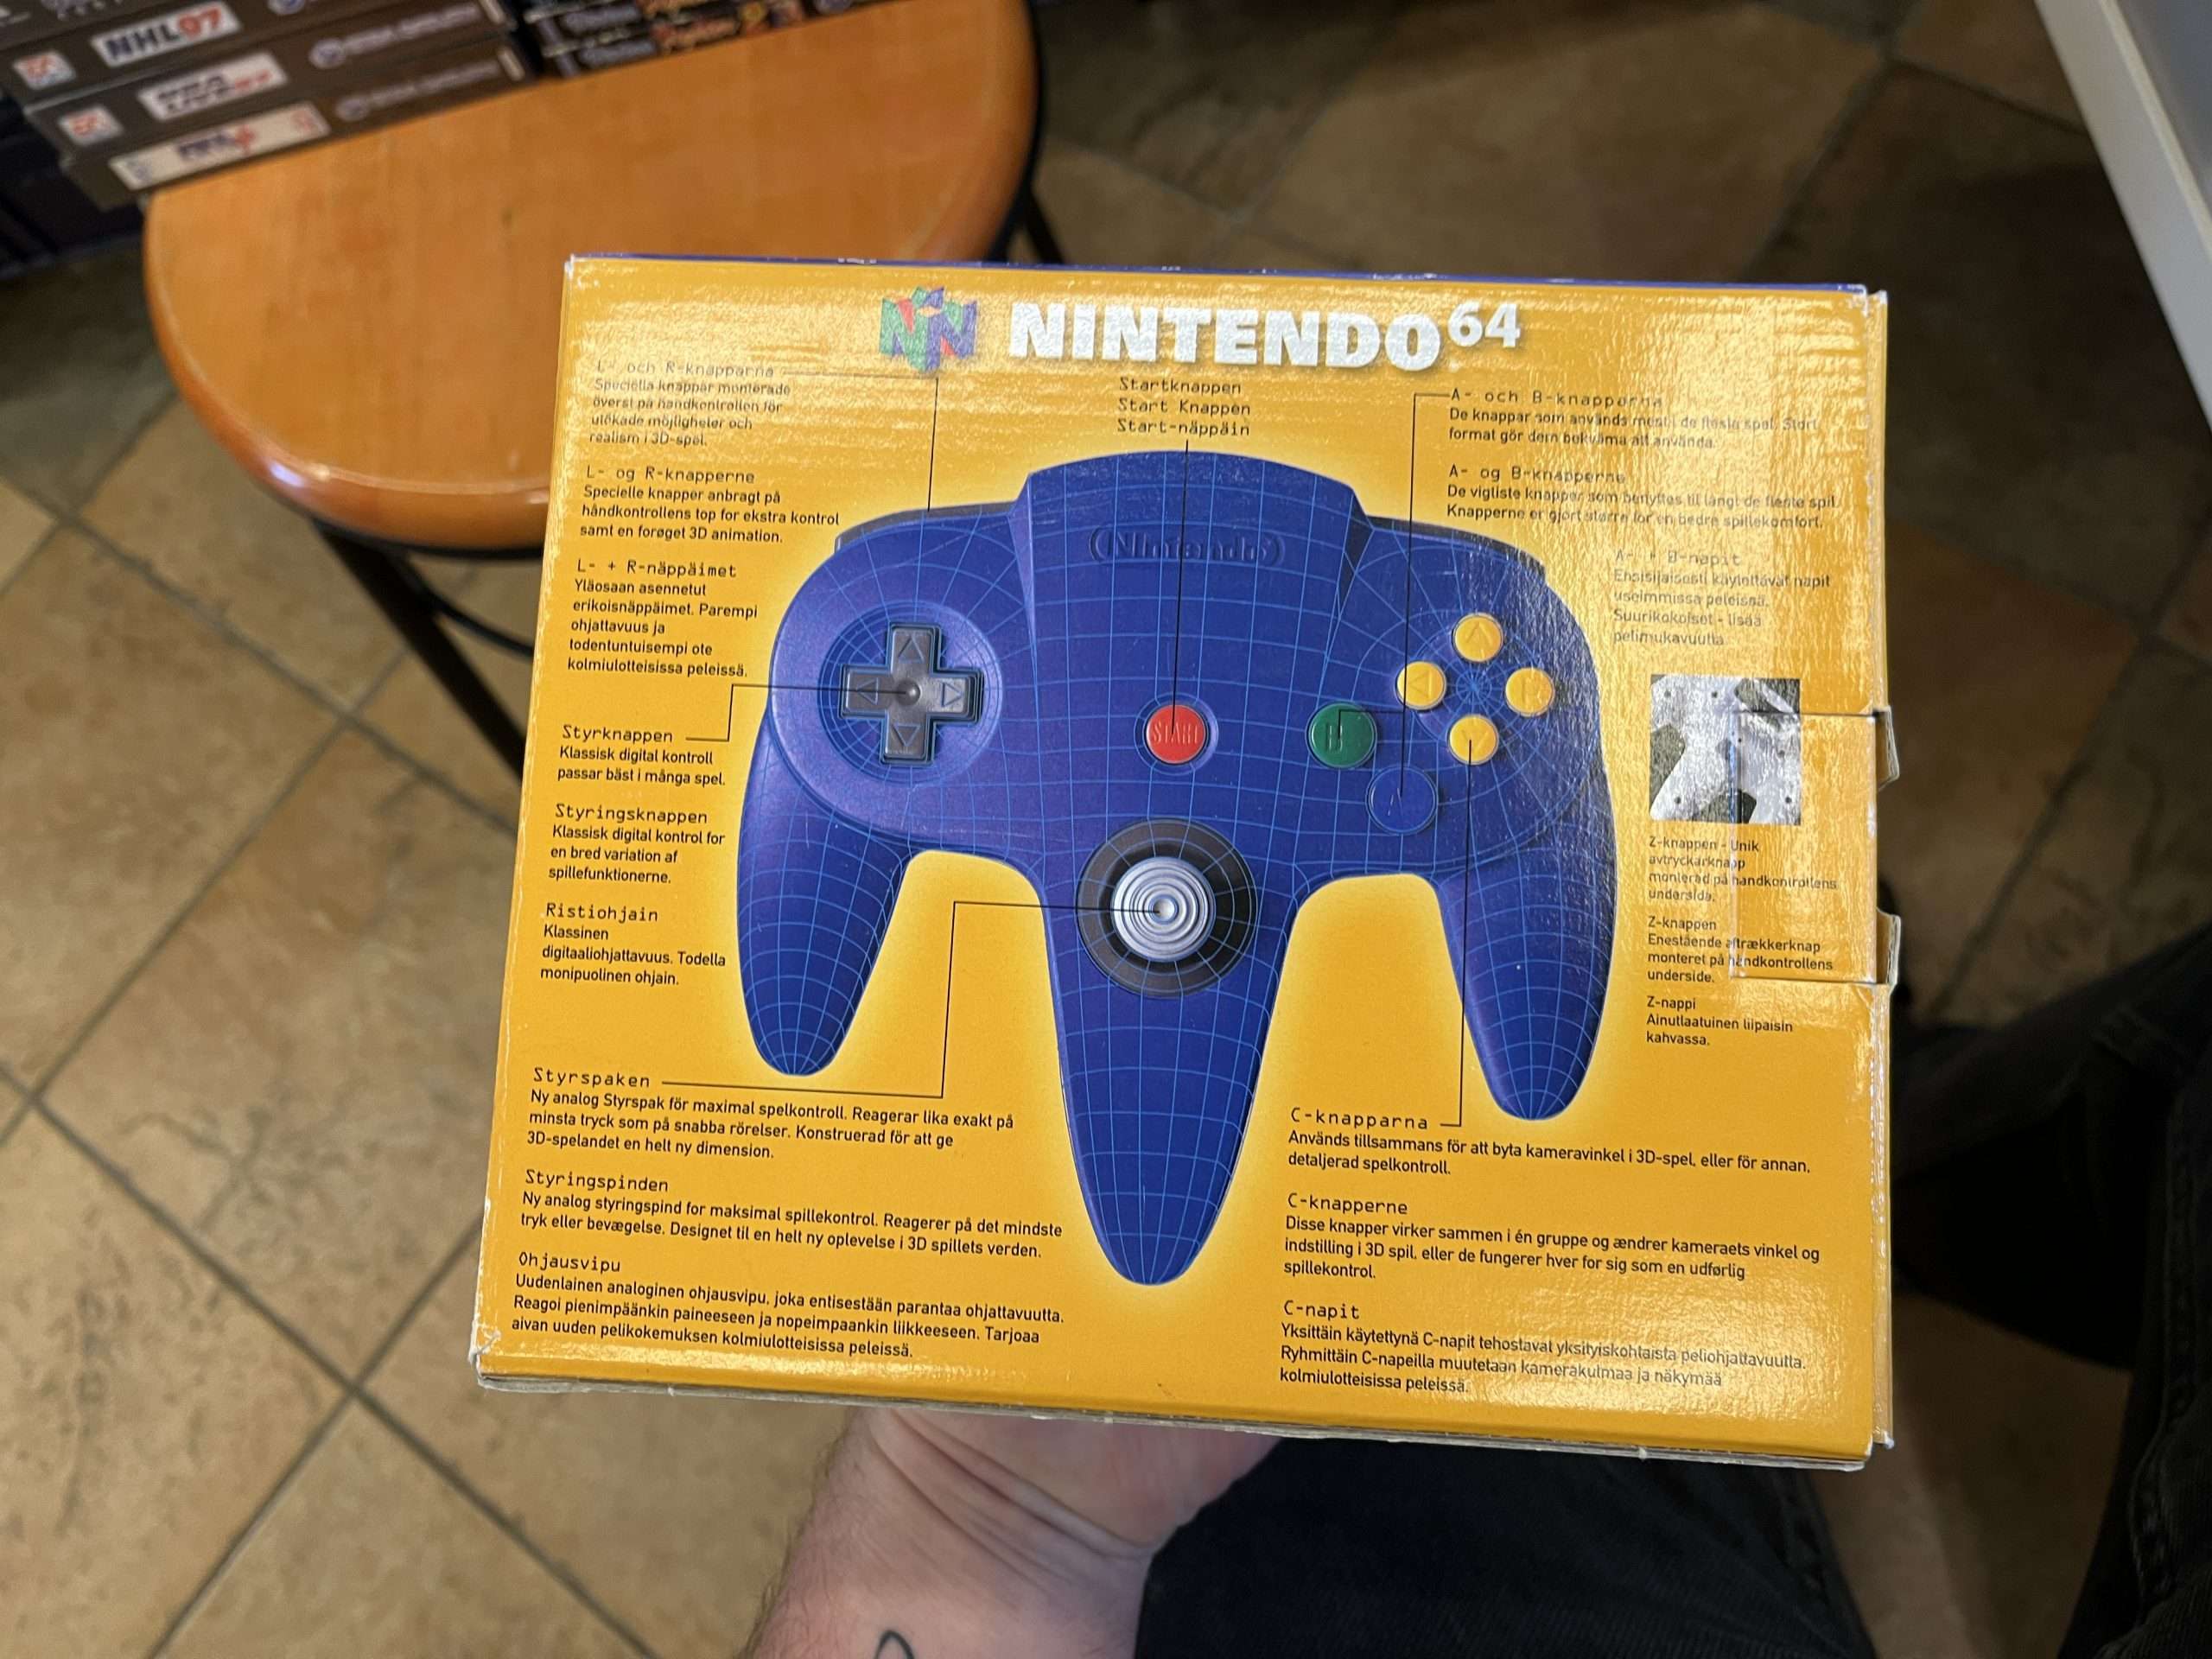 NHL97
NINTENDO 64
L- och R-knapparna
Speciella knappar monterade
överst på handkontrollen för
utökade möjligheter och
realism i 3D-spel.
L- og R-knapperne
Specielle knapper anbragt på
håndkontrollens top for ekstra kontrol
samt en forøget 3D animation.
L- + R-näppäimet
Yläosaan asennetut
erikoisnäppäimet. Parempi
ohjattavuus ja
todentuntuisempi ote
kolmiulotteisissa peleissä.
Styrknappen
Klassisk digital kontroll
passar bäst i många spel.
Styringsknappen
Klassisk digital kontrol for
en bred variation af
spillefunktionerne.
Ristiohjain
Klassinen
digitaaliohjattavuus. Todella
monipuolinen ohjain.
Styrspaken
Ny analog Styrspak för maximal spelkontroll. Reagerar lika exakt på
minsta tryck som på snabba rörelser. Konstruerad för att ge
3D-spelandet en helt ny dimension.
Styringspinden
Ny analog styringspind for maksimal spillekontrol. Reagerer på det mindste
tryk eller bevægelse. Designet til en helt ny oplevelse i 3D spillets verden.
Ohjausvipu
Uudenlainen analoginen ohjausvipu, joka entisestään parantaa ohjattavuutta.
Reagoi pienimpäänkin paineeseen ja nopeimpaankin liikkeeseen. Tarjoaa
aivan uuden pelikokemuksen kolmiulotteisissa peleissä.
Startknappen
Start Knappen
Start-näppäin
Nintendo
START
B
A
A- och B-knapparna
De knappar som används mest i de flesta spel. Stort
format gör dem bekväma att använda.
A- og B-knapperne
De vigtigste knapper som benyttes til langt de fleste spil.
Knapperne er gjort større for en bedre spillekomfort.
A- + B-napit
Ensisijaisesti käytettävät napit
useimmissa peleissä.
Suurikokoiset - lisää
pelimukavuutta.
Z-knappen - Unik
avtryckarknapp
monterad på handkontrollens
undersida.
Z-knappen
Enestående aftrækkerknap
monteret på håndkontrollens
underside.
Z-nappi
Ainutlaatuinen liipaisin
kahvassa.
C-knapparna
Används tillsammans för att byta kameravinkel i 3D-spel, eller för annan,
detaljerad spelkontroll.
C-knapperne
Disse knapper virker sammen i én gruppe og ændrer kameraets vinkel og
indstilling i 3D spil, eller de fungerer hver for sig som en udførlig
spillekontrol.
C-napit
Yksittäin käytettynä C-napit tehostavat yksityiskohtaista peliohjattavuutta.
Ryhmittäin C-napeilla muutetaan kamerakulmaa ja näkymää
kolmiulotteisissa peleissä.